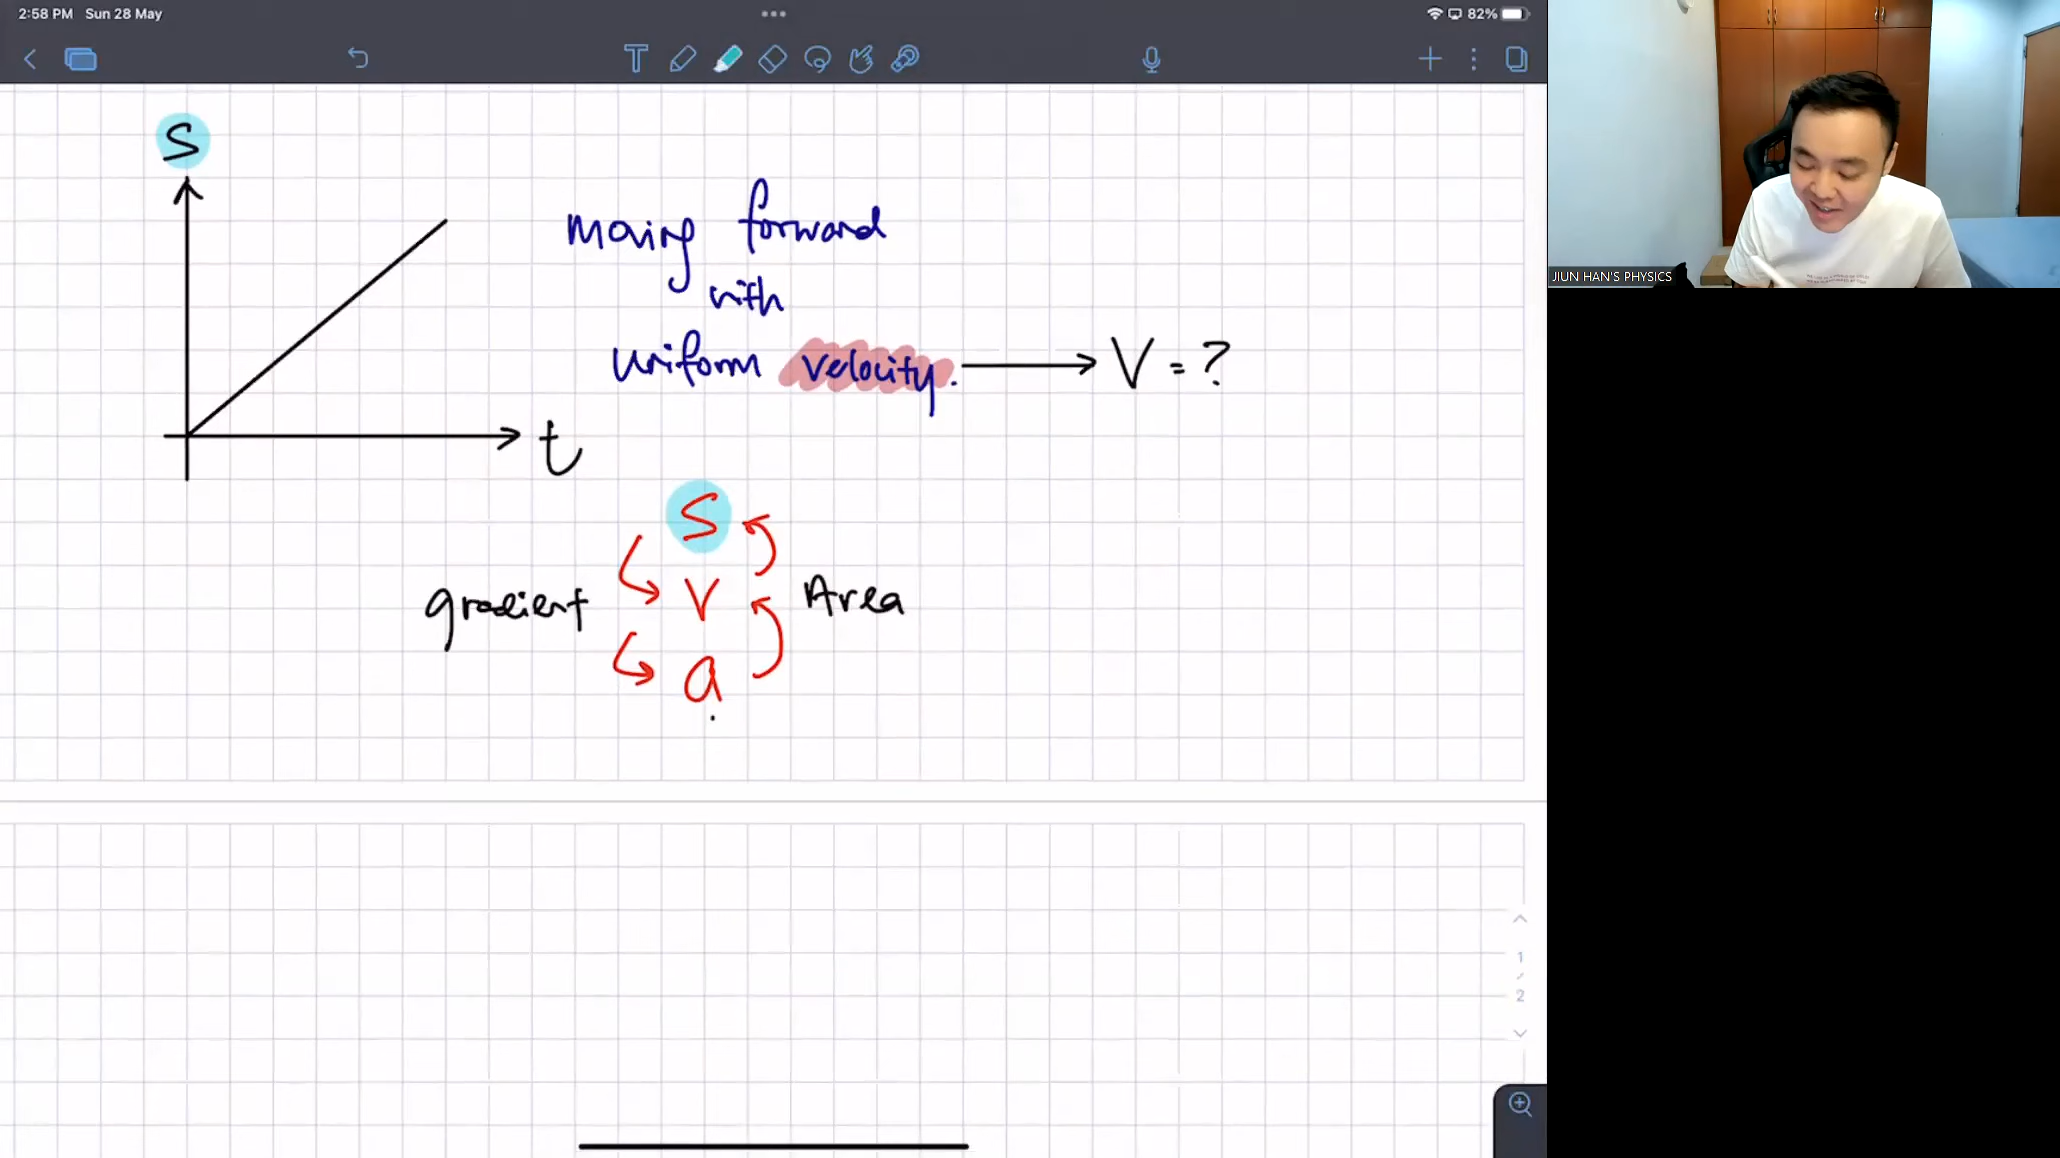 2:58 PM Sun 28 May
82%
S
moving forward
with
uniform velocity. → V = ?
t
S
gradient V Area
a
JIUN HAN'S PHYSICS
1
2